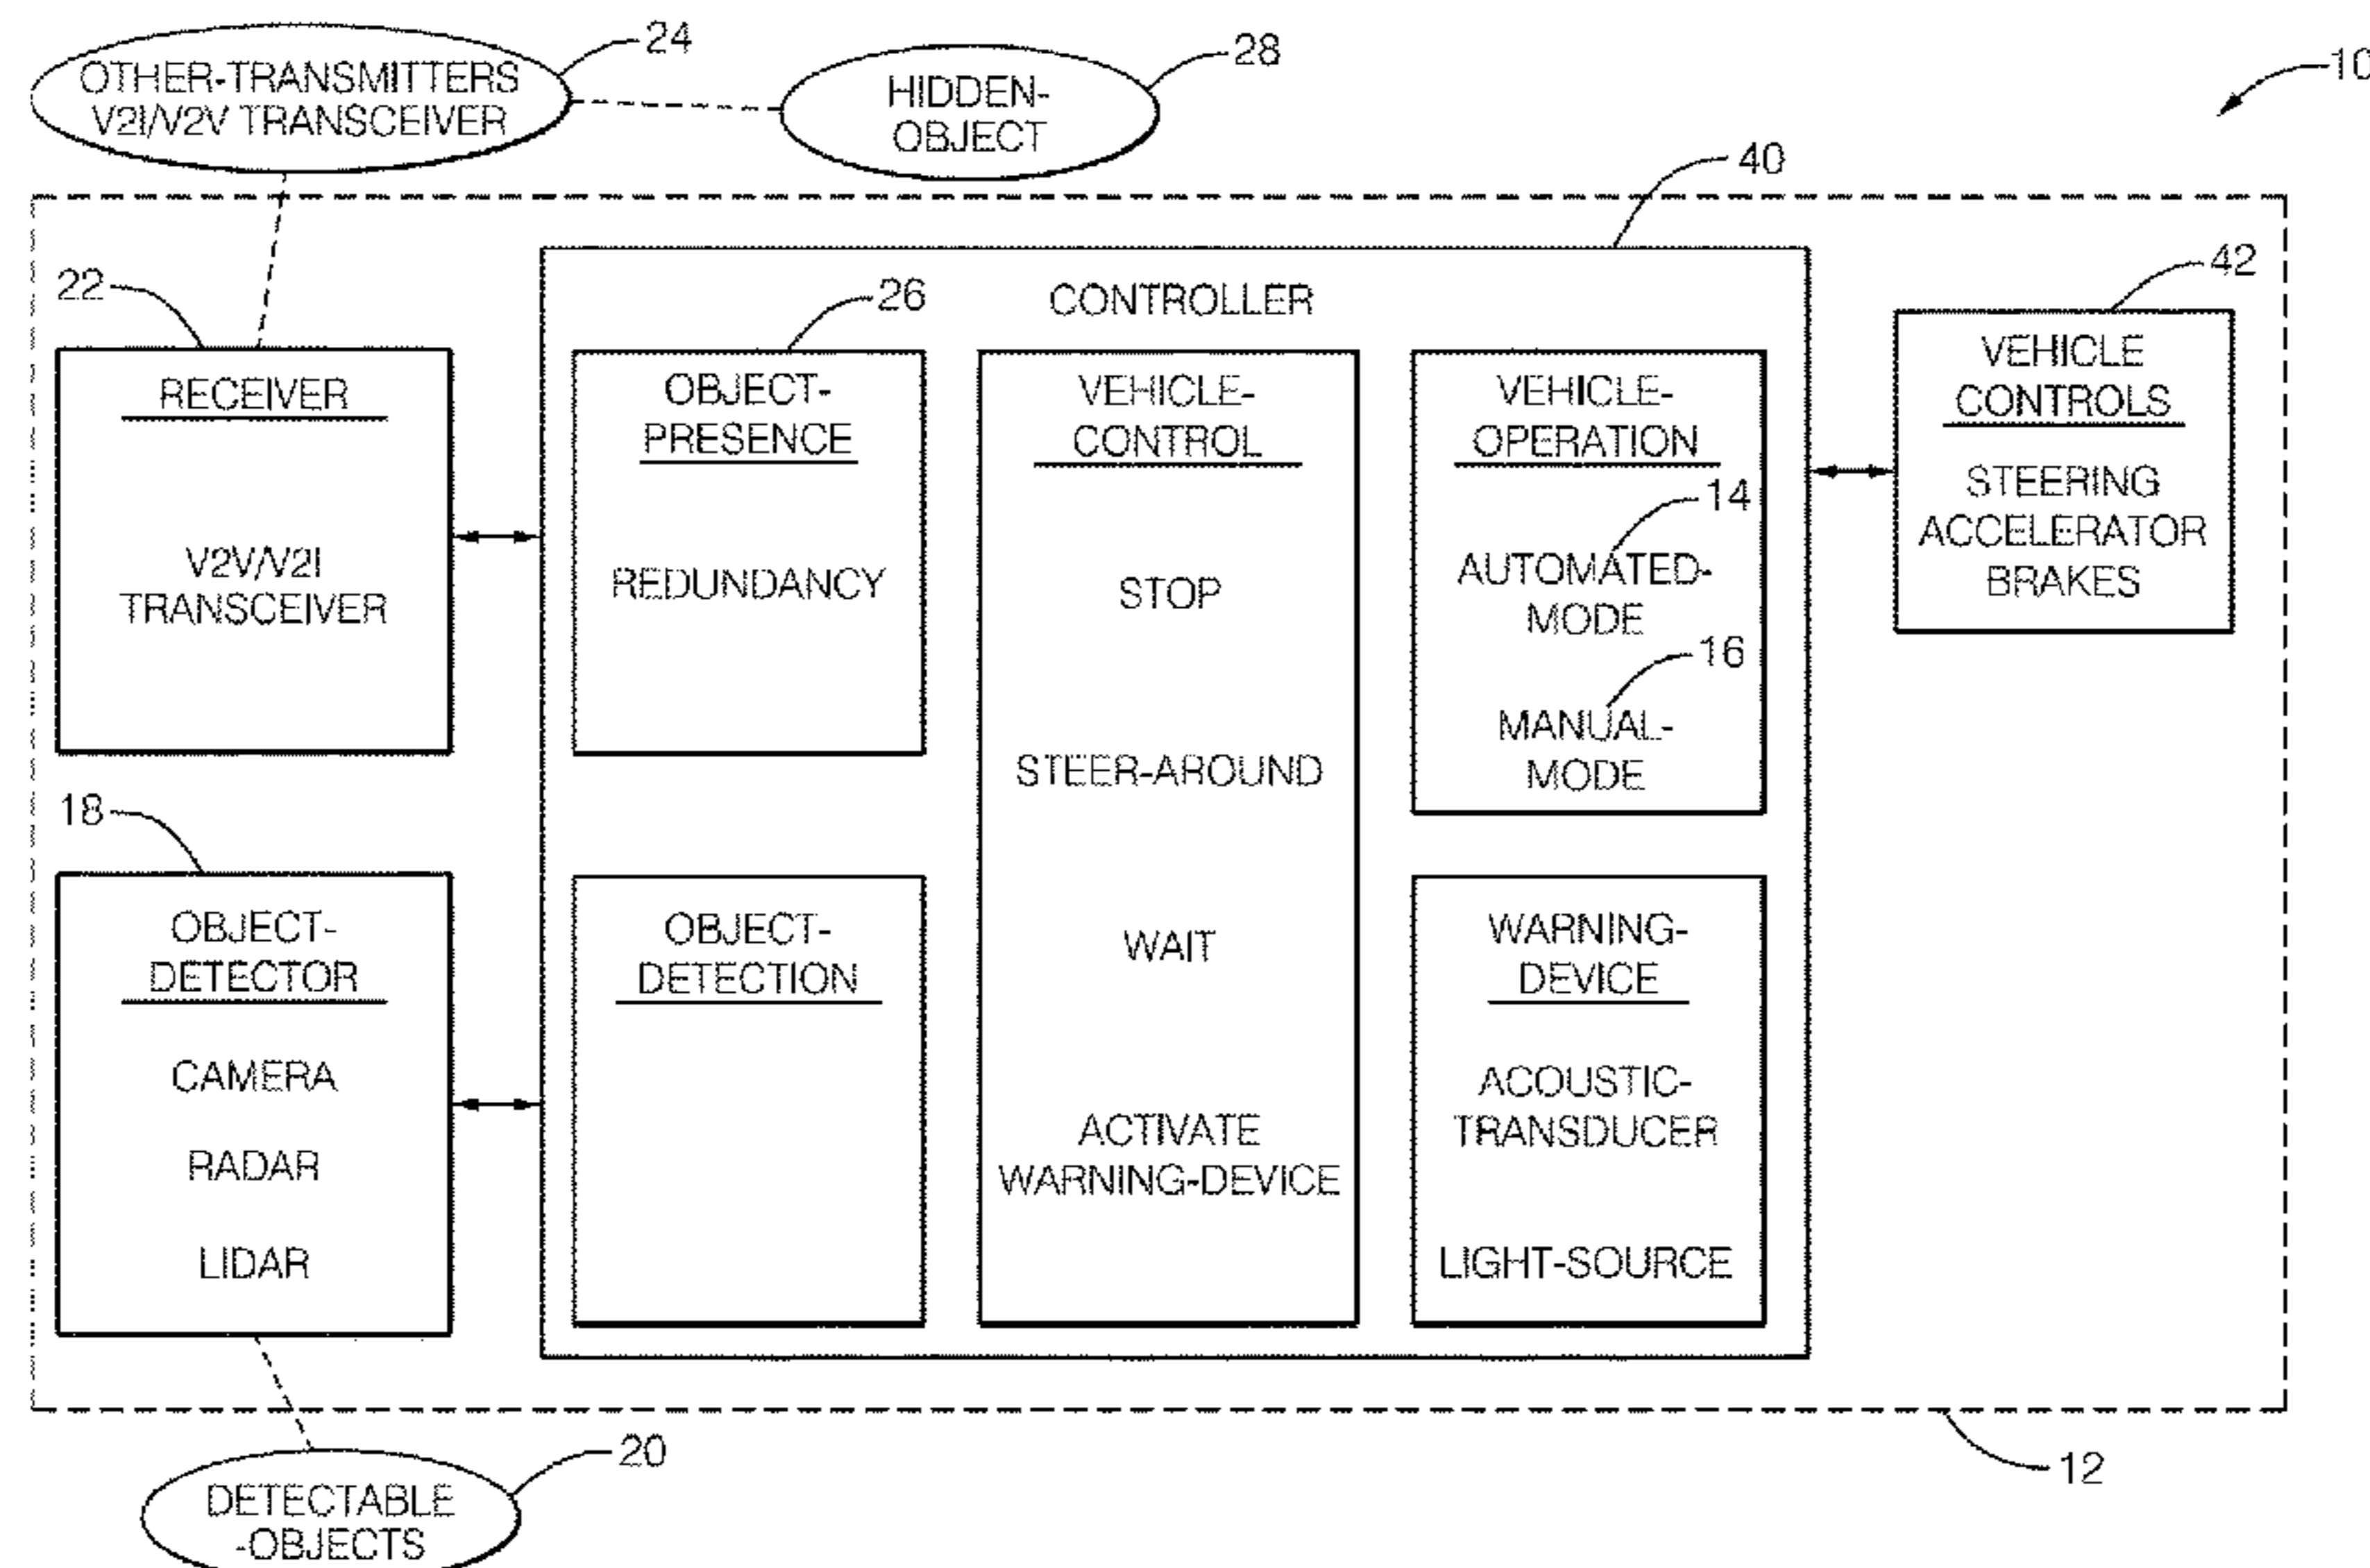 24
OTHER-TRANSMITTERS
V2I/V2V TRANSCEIVER
28
HIDDEN-
OBJECT
10
40
22
RECEIVER
V2V/V2I
TRANSCEIVER
18
OBJECT-
DETECTOR
CAMERA
RADAR
LIDAR
CONTROLLER
26
OBJECT-
PRESENCE
REDUNDANCY
OBJECT-
DETECTION
VEHICLE-
CONTROL
STOP
STEER-AROUND
WAIT
ACTIVATE
WARNING-DEVICE
VEHICLE-
OPERATION
14
AUTOMATED-
MODE
16
MANUAL-
MODE
WARNING-
DEVICE
ACOUSTIC-
TRANSDUCER
LIGHT-SOURCE
42
VEHICLE
CONTROLS
STEERING
ACCELERATOR
BRAKES
12
20
DETECTABLE
-OBJECTS